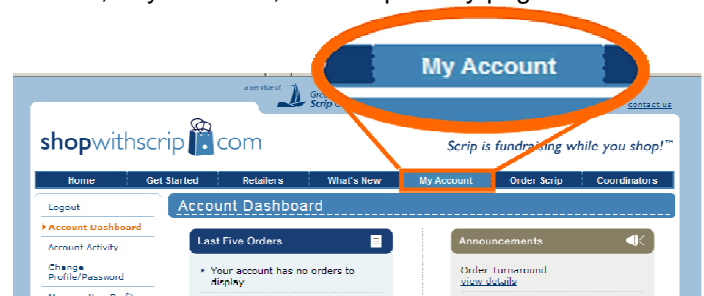 My Account
a service of
Scrip
contact us
shopwithscrip.com
Scrip is fundraising while you shop!™
Home Get Started Retailers What's New My Account Order Scrip Coordinators
Logout
Account Dashboard
Account Dashboard
Account Activity
Change
Profile/Password
Last Five Orders
Your account has no orders to
display
Announcements
Order Turnaround
view details